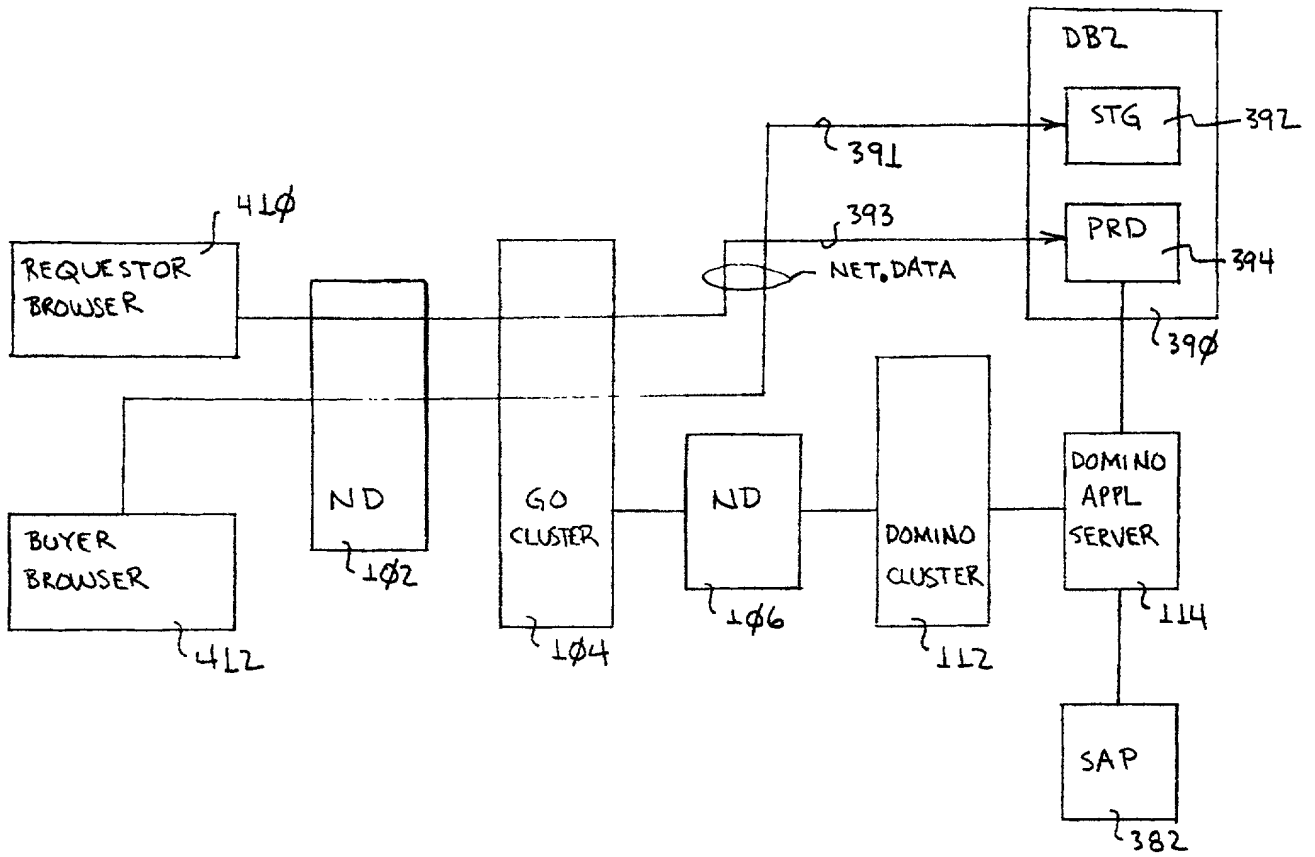 DB2
STG
392
391
410
393
PRD
394
REQUESTOR
BROWSER
NET.DATA
390
ND
GO
CLUSTER
ND
DOMINO
CLUSTER
DOMINO
APPL
SERVER
BUYER
BROWSER
102
106
114
412
104
112
SAP
382